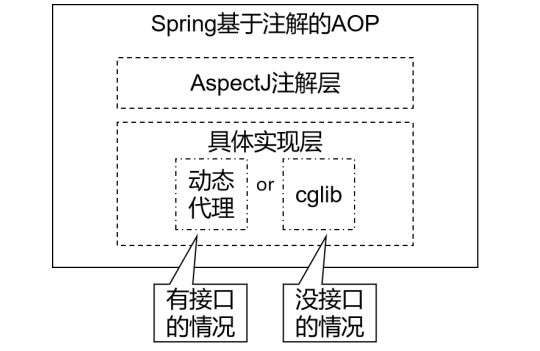 Spring基于注解的AOP
AspectJ注解层
具体实现层
动态
代理
or
cglib
有接口
的情况
没接口
的情况